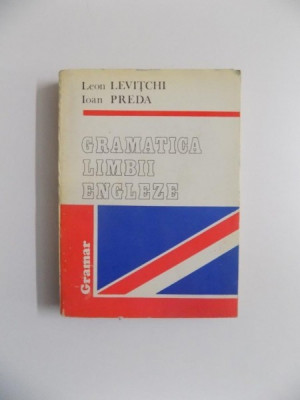 Leon LEVIȚCHI
Ioan PREDA
GRAMATICA
LIMBII
ENGLEZE
Gramar